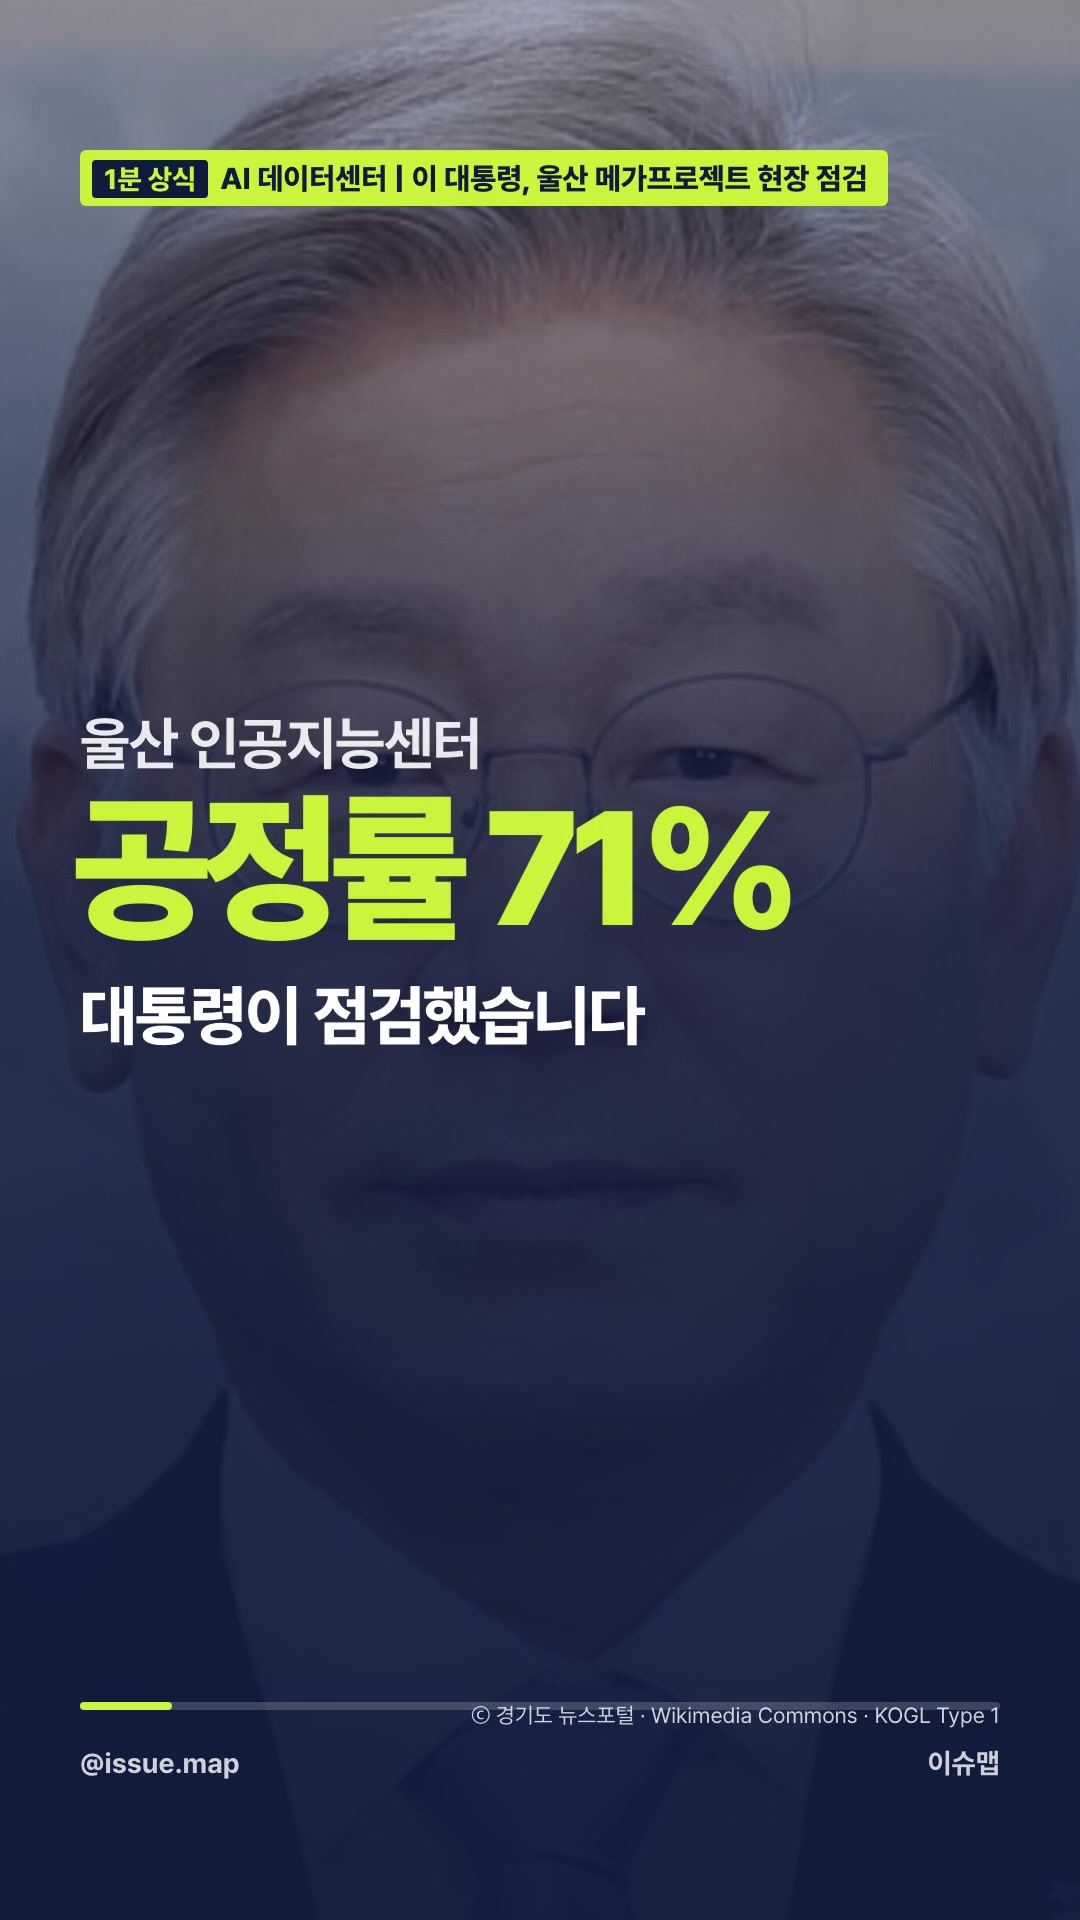 1분 상식 AI 데이터센터 | 이 대통령, 울산 메가프로젝트 현장 점검
울산 인공지능센터
공정률 71%
대통령이 점검했습니다
© 경기도 뉴스포털 · Wikimedia Commons · KOGL Type 1
@issue.map
이슈맵